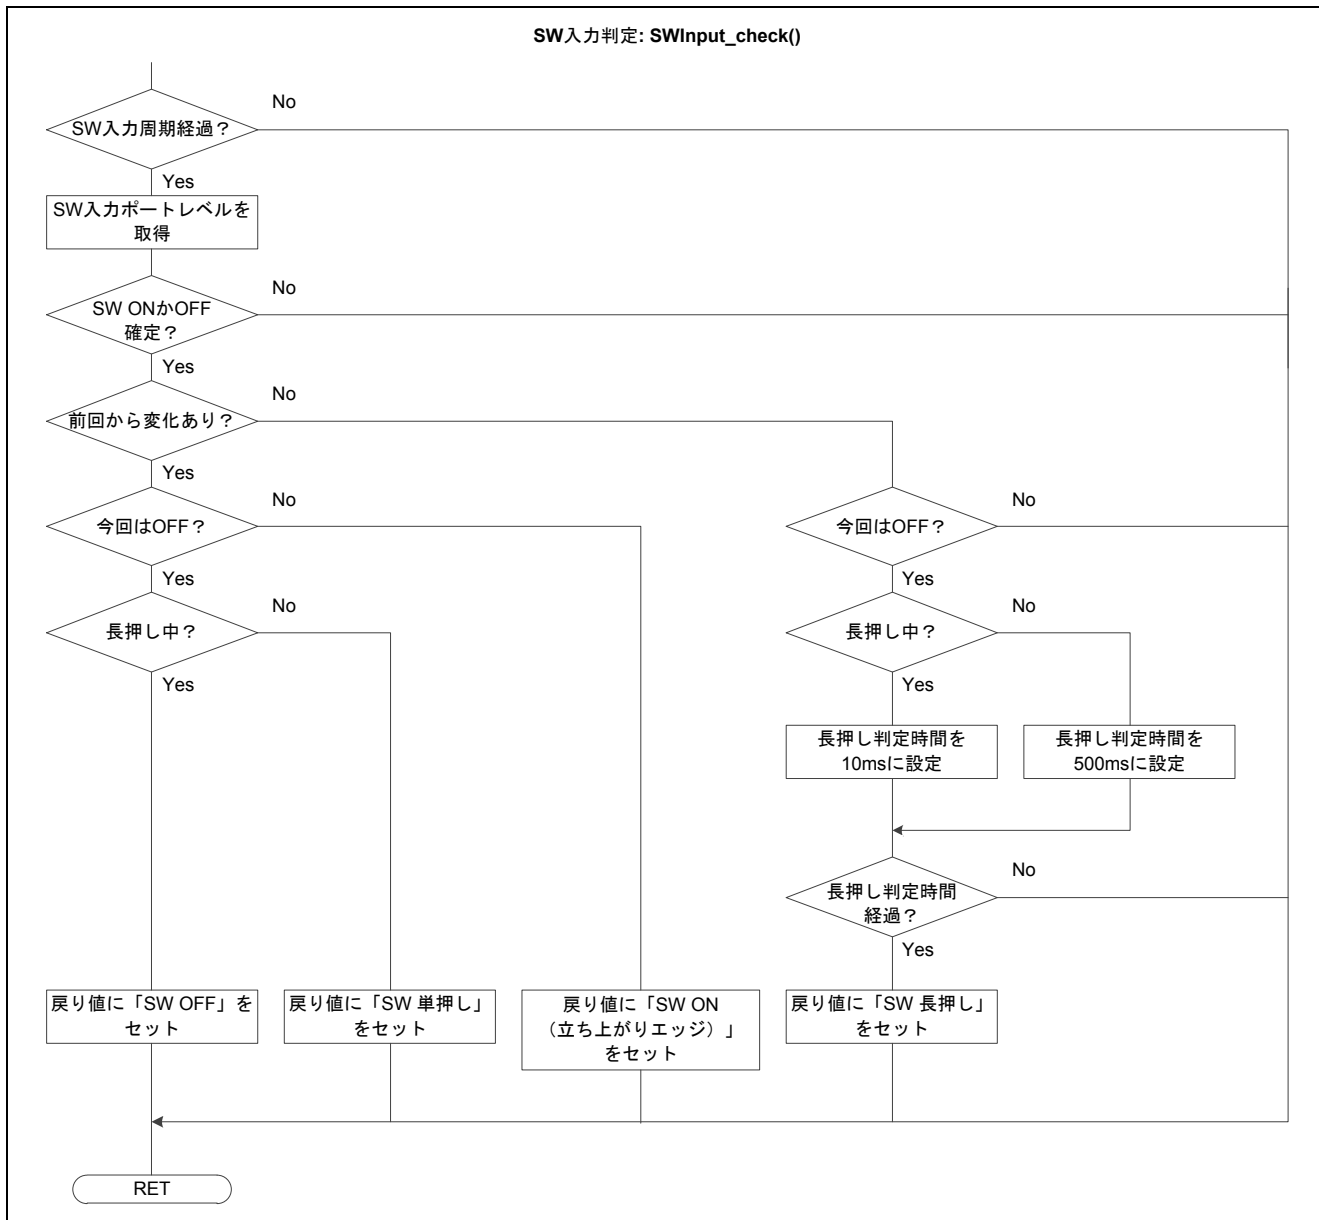 SW入力判定: SWInput_check()
No
SW入力周期経過？
Yes
SW入力ポートレベルを
取得
No
SW ONかOFF
確定？
Yes
No
前回から変化あり？
Yes
No
今回はOFF？
Yes
No
長押し中？
Yes
No
今回はOFF？
Yes
No
長押し中？
Yes
長押し判定時間を
10msに設定
長押し判定時間を
500msに設定
No
長押し判定時間
経過？
Yes
戻り値に「SW OFF」を
セット
戻り値に「SW 単押し」
をセット
戻り値に「SW ON
（立ち上がりエッジ）」
をセット
戻り値に「SW 長押し」
をセット
RET